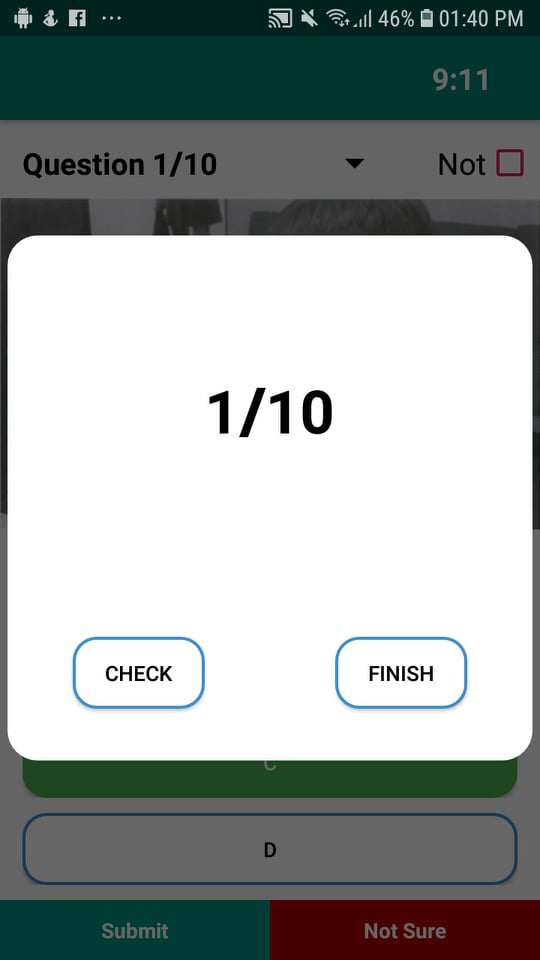 46% 01:40 PM
9:11
Question 1/10 Not
1/10
CHECK FINISH
C
D
Submit Not Sure